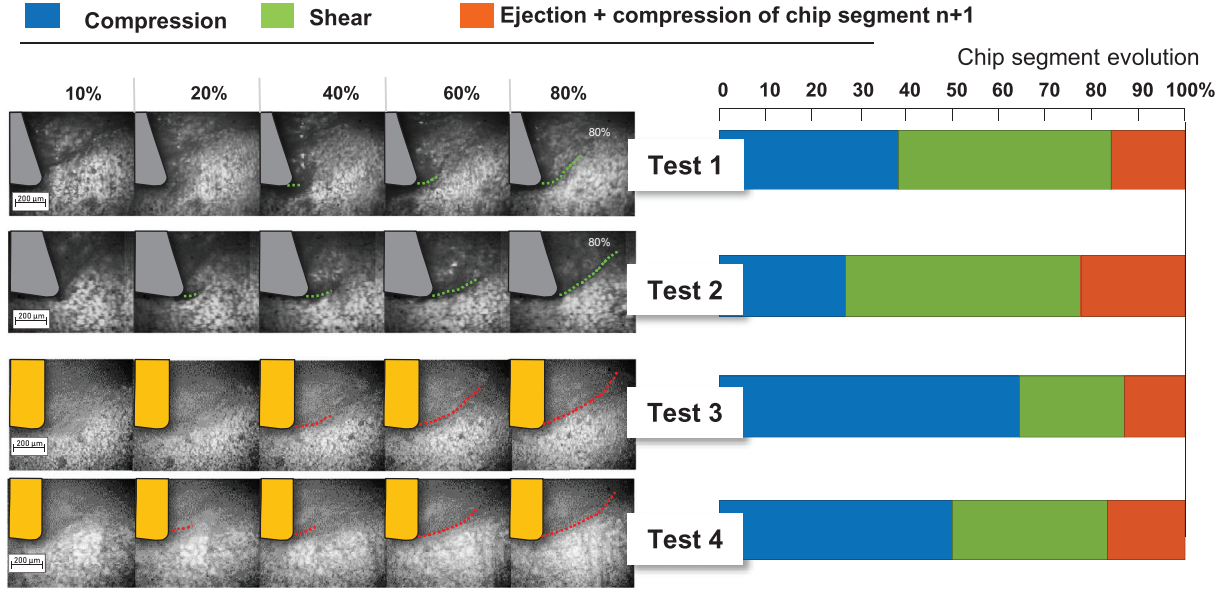 Compression
Shear
Ejection + compression of chip segment n+1
Chip segment evolution
10%
20%
40%
60%
80%
0 10 20 30 40 50 60 70 80 90 100%
80%
200 µm
Test 1
80%
200 µm
Test 2
200 µm
Test 3
200 µm
Test 4